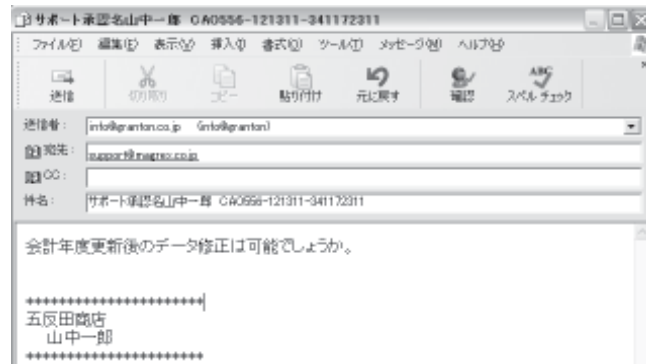 サポート承認名山中一郎 CA0556-121311-341172311
ファイル(F) 編集(E) 表示(V) 挿入(I) 書式(O) ツール(T) メッセージ(M) ヘルプ(H)
送信 切り取り コピー 貼り付け 元に戻す 確認 スペル チェック
送信者: info@granton.co.jp (info@granton)
宛先: support@magrex.co.jp
CC:
件名: サポート承認名山中一郎 CA0556-121311-341172311
会計年度更新後のデータ修正は可能でしょうか。
++++++++++++++++++++++
五反田商店
山中一郎
++++++++++++++++++++++